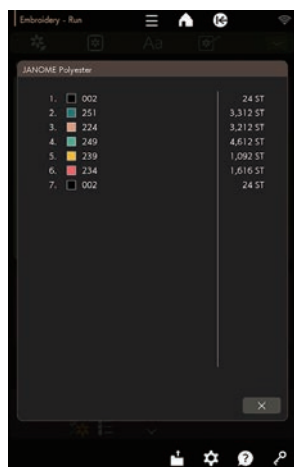 Embroidery - Run
Aa
JANOME Polyester
1. 002 24 ST
2. 251 3,312 ST
3. 224 3,212 ST
4. 249 4,612 ST
5. 239 1,092 ST
6. 234 1,616 ST
7. 002 24 ST